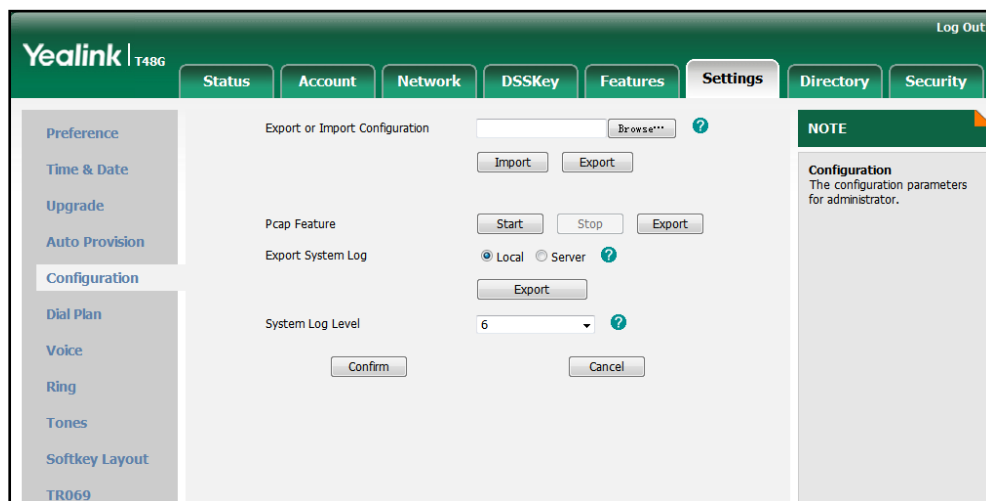 Log Out
Yealink | T48G
Status Account Network DSSKey Features Settings Directory Security
Preference
Time & Date
Upgrade
Auto Provision
Configuration
Dial Plan
Voice
Ring
Tones
Softkey Layout
TR069
Export or Import Configuration Browse... ?
Import Export
Pcap Feature Start Stop Export
Export System Log Local Server ?
Export
System Log Level 6 ?
Confirm Cancel
NOTE
Configuration
The configuration parameters
for administrator.